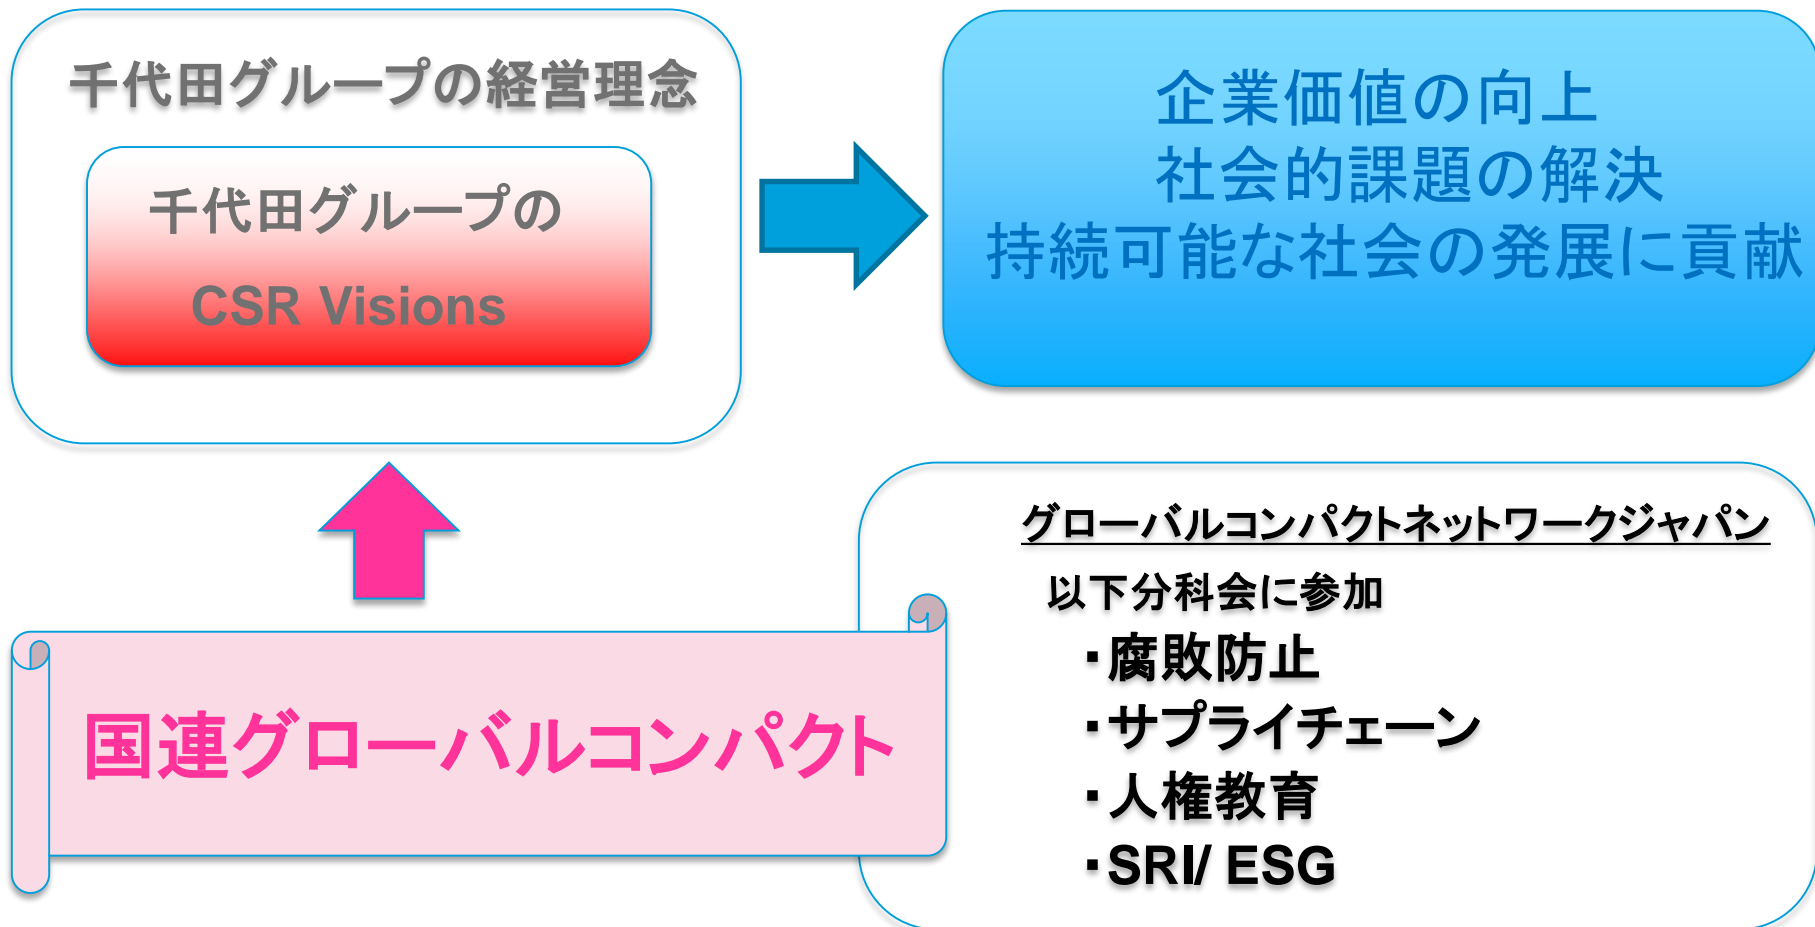 千代田グループの経営理念
千代田グループの
CSR Visions
企業価値の向上
社会的課題の解決
持続可能な社会の発展に貢献
国連グローバルコンパクト
グローバルコンパクトネットワークジャパン
以下分科会に参加
・腐敗防止
・サプライチェーン
・人権教育
・SRI/ ESG